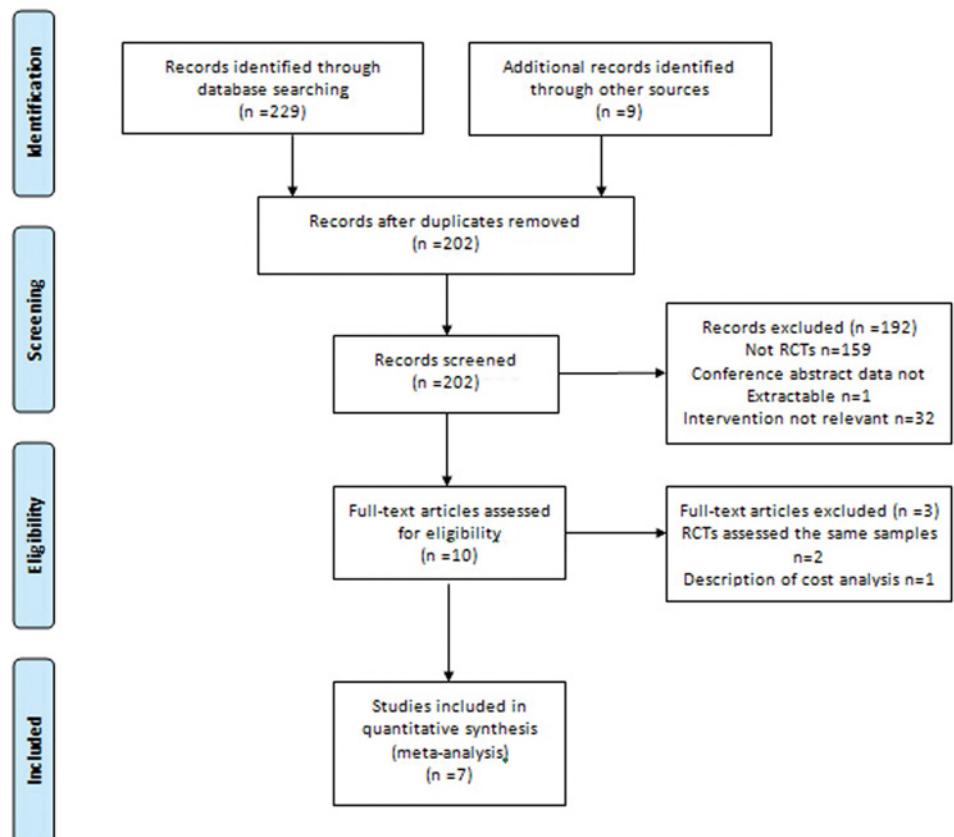 Identification
Records identified through
database searching
(n =229)
Additional records identified
through other sources
(n =9)
Records after duplicates removed
(n =202)
Screening
Records screened
(n =202)
Records excluded (n =192)
Not RCTs n=159
Conference abstract data not
Extractable n=1
Intervention not relevant n=32
Eligibility
Full-text articles assessed
for eligibility
(n =10)
Full-text articles excluded (n =3)
RCTs assessed the same samples
n=2
Description of cost analysis n=1
Included
Studies included in
quantitative synthesis
(meta-analysis)
(n =7)